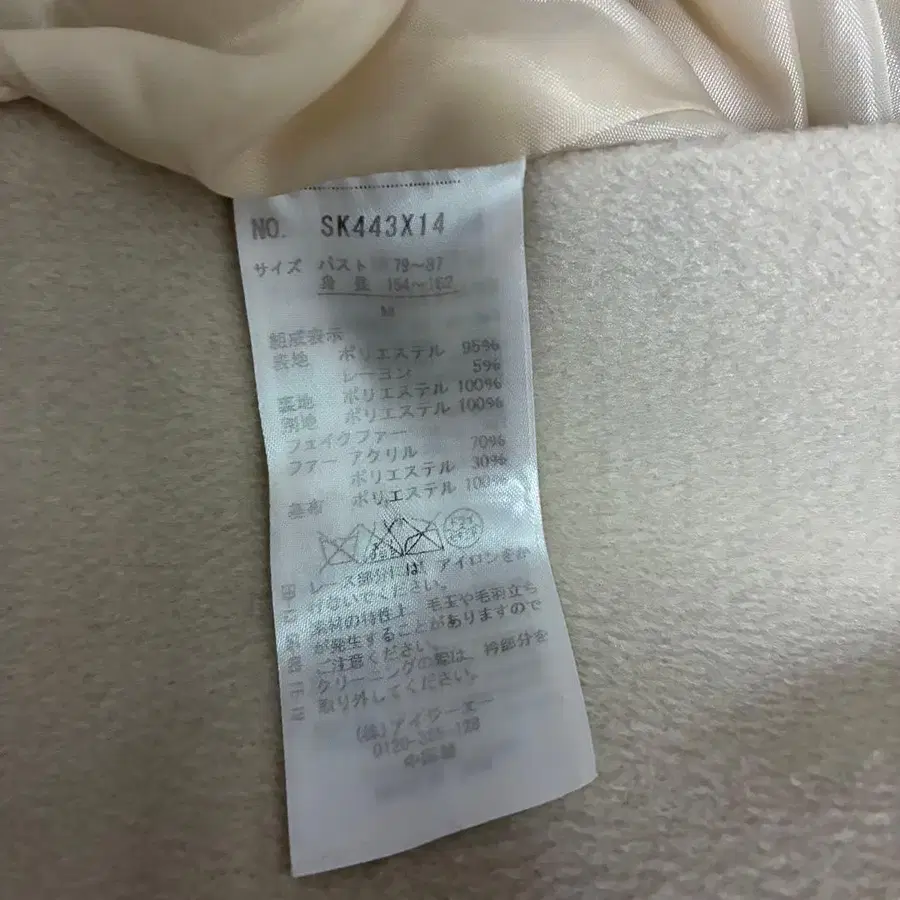 NO. SK443X14
サイズ バスト 79～87
身 長 154～162
M
組成表示
表地 ポリエステル 95%
レーヨン 5%
裏地 ポリエステル 100%
別地 ポリエステル 100%
フェイクファー
ファー アクリル 70%
ポリエステル 30%
基布 ポリエステル 100%
ドライ
レース部分には、アイロンをか
けないでください。
素材の特性上、毛玉や毛羽立ち
が発生することがありますので
ご注意ください。
クリーニングの際は、衿部分を
取り外してください。
(株)
0120-
中国製